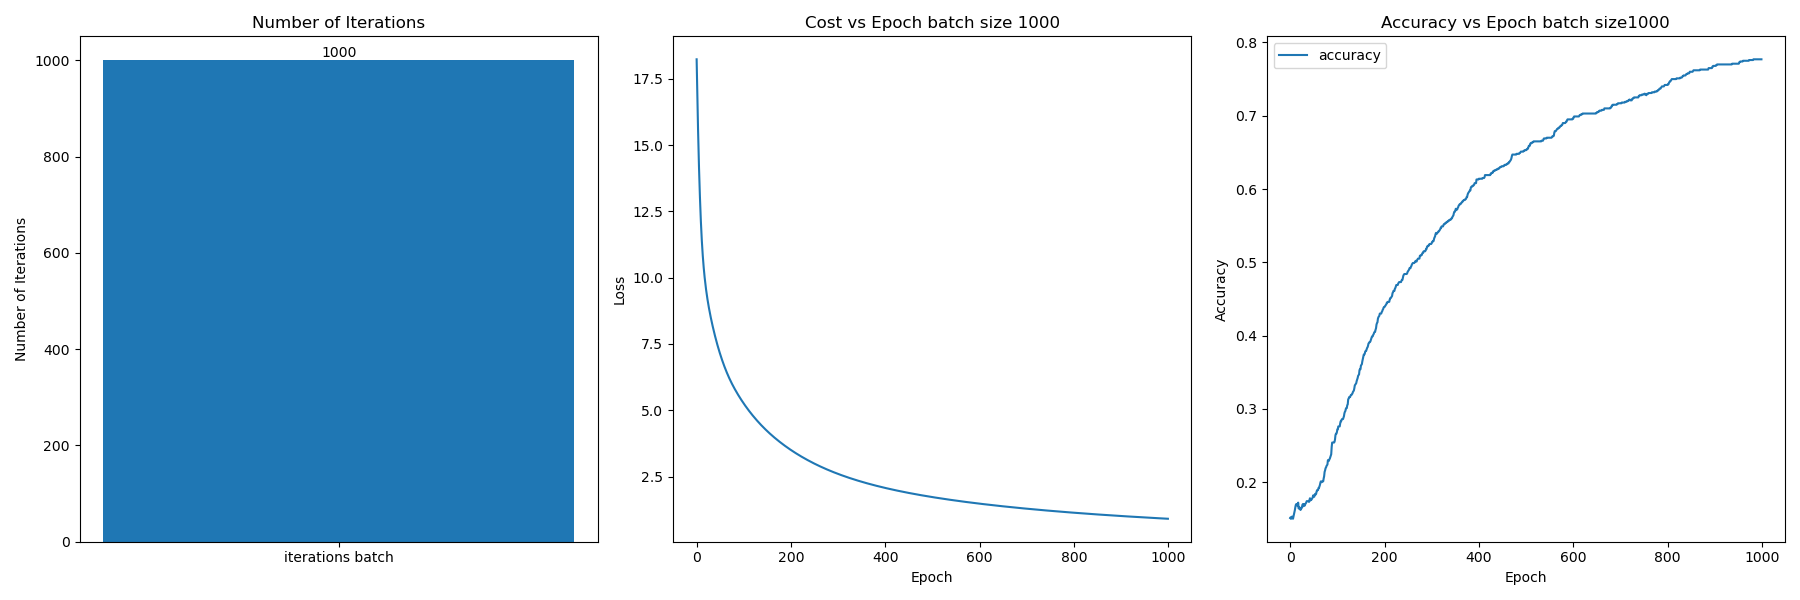 Number of Iterations
1000
1000
800
600
400
200
0
Number of Iterations
iterations batch
Cost vs Epoch batch size 1000
17.5
15.0
12.5
10.0
7.5
5.0
2.5
Loss
0 200 400 600 800 1000
Epoch
Accuracy vs Epoch batch size1000
accuracy
0.8
0.7
0.6
0.5
0.4
0.3
0.2
Accuracy
0 200 400 600 800 1000
Epoch